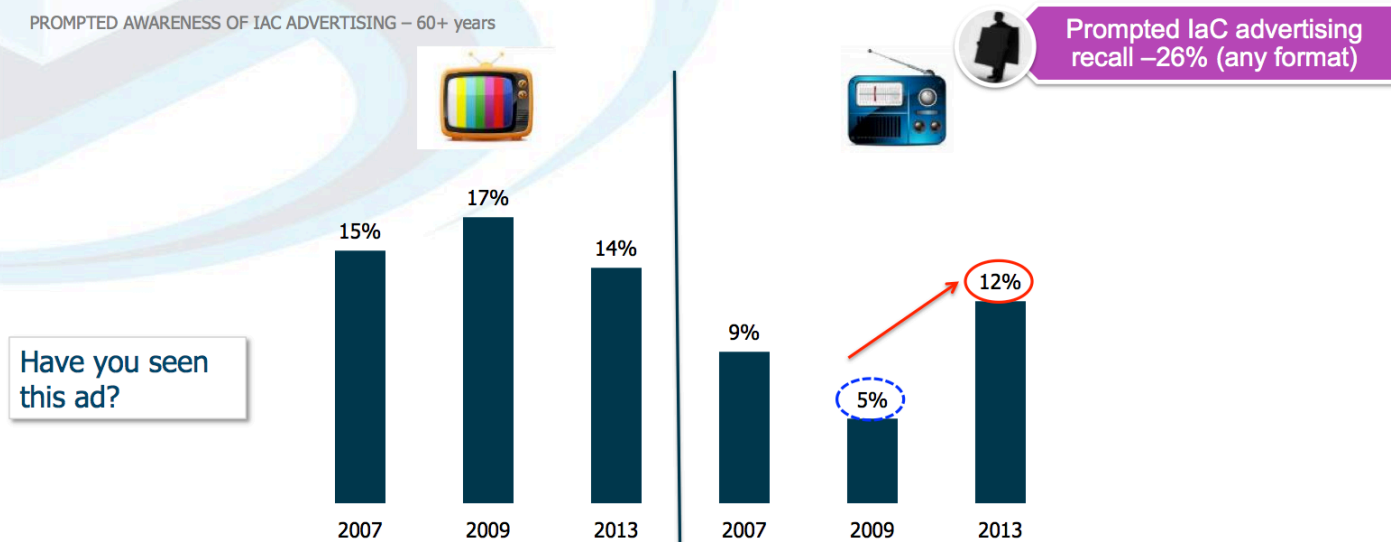 PROMPTED AWARENESS OF IAC ADVERTISING – 60+ years
Prompted IaC advertising
recall –26% (any format)
15%
17%
14%
9%
5%
12%
Have you seen
this ad?
2007
2009
2013
2007
2009
2013